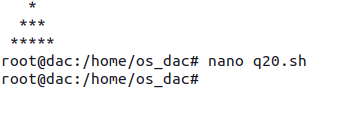 *
   ***
  *****
root@dac:/home/os_dac# nano q20.sh
root@dac:/home/os_dac#